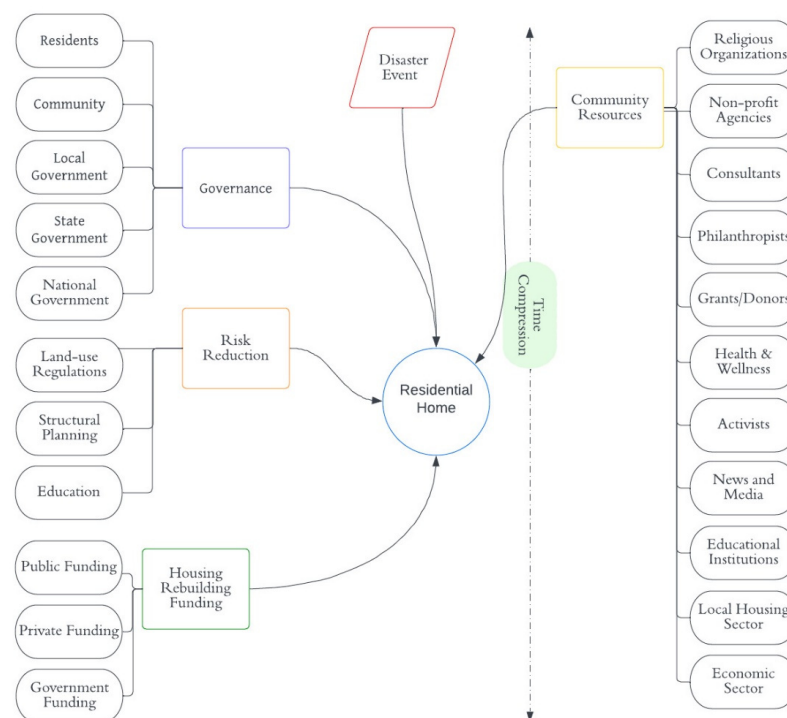 Residents
Community
Local
Government
State
Government
National
Government
Governance
Land-use
Regulations
Structural
Planning
Education
Risk
Reduction
Public Funding
Private Funding
Government
Funding
Housing
Rebuilding
Funding
Disaster
Event
Residential
Home
Time
Compression
Community
Resources
Religious
Organizations
Non-profit
Agencies
Consultants
Philanthropists
Grants/Donors
Health &
Wellness
Activists
News and
Media
Educational
Institutions
Local Housing
Sector
Economic
Sector